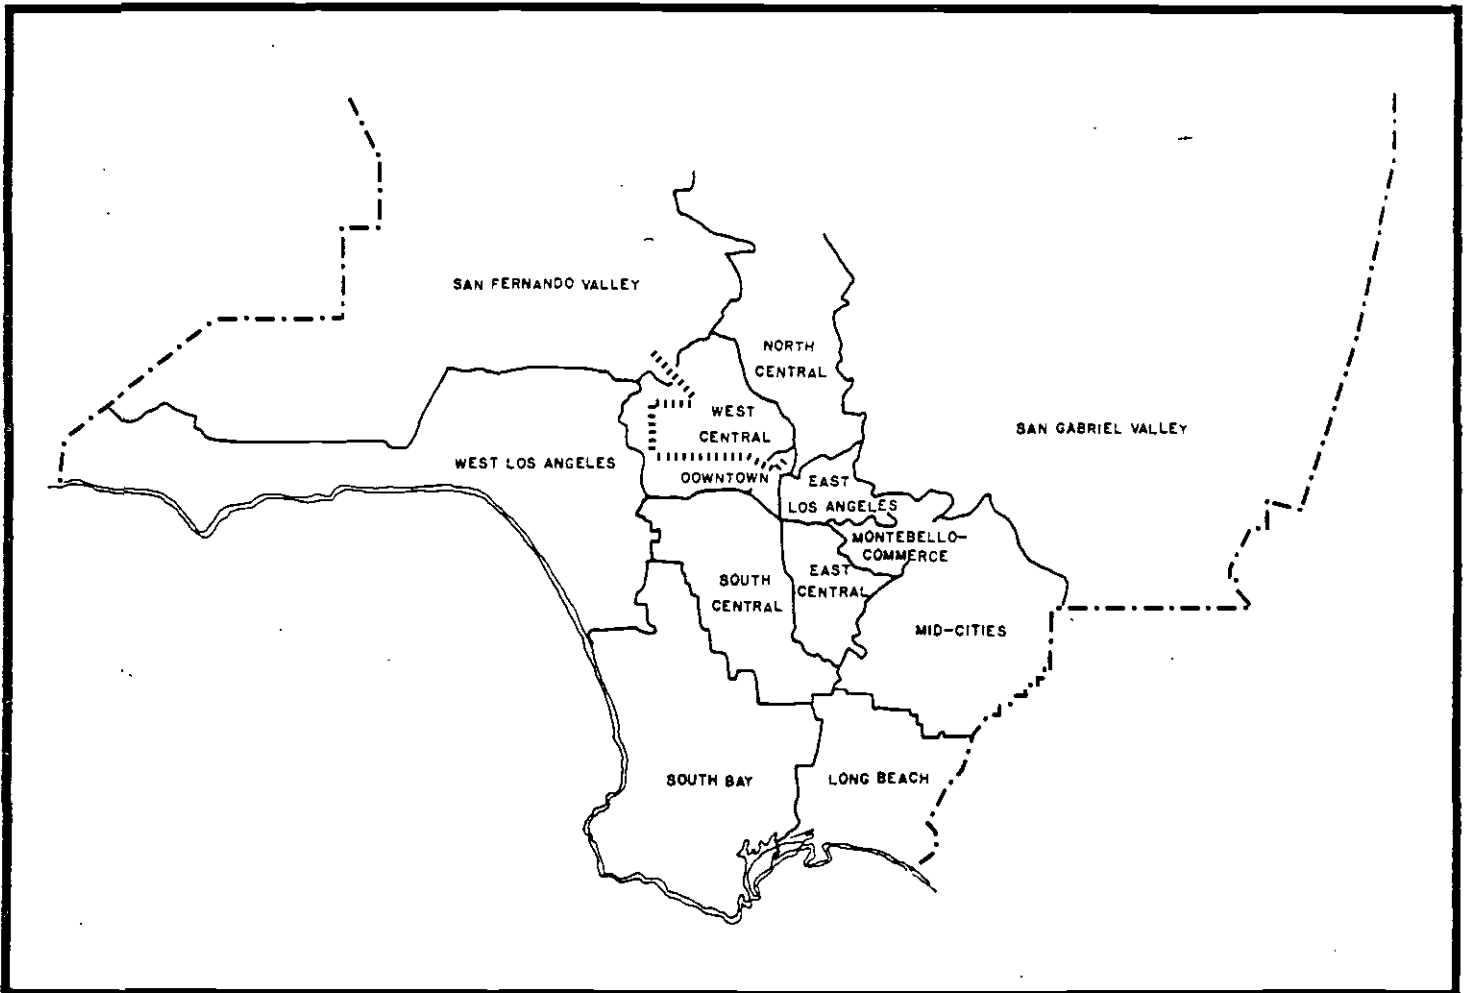 SAN FERNANDO VALLEY
NORTH
CENTRAL
WEST
CENTRAL
SAN GABRIEL VALLEY
WEST LOS ANGELES
DOWNTOWN
EAST
LOS ANGELES
MONTEBELLO-
COMMERCE
EAST
CENTRAL
SOUTH
CENTRAL
MID-CITIES
SOUTH BAY
LONG BEACH